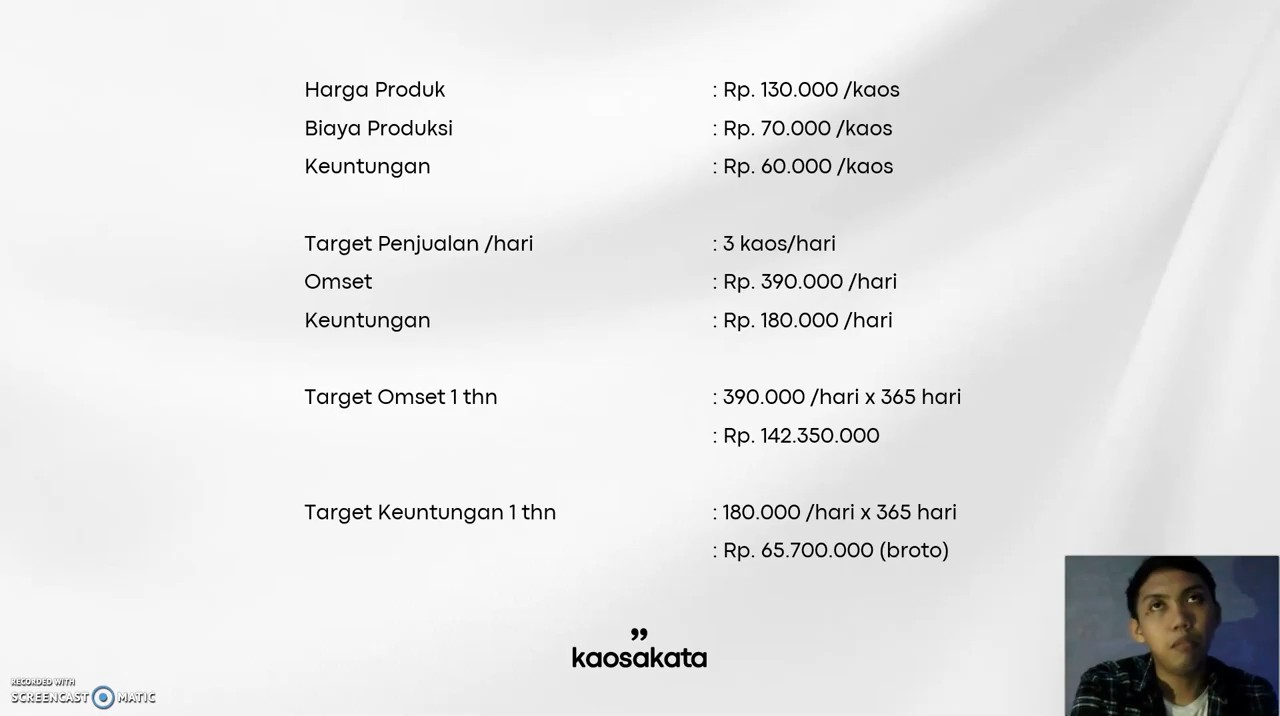 Harga Produk : Rp. 130.000 /kaos
Biaya Produksi : Rp. 70.000 /kaos
Keuntungan : Rp. 60.000 /kaos
Target Penjualan /hari : 3 kaos/hari
Omset : Rp. 390.000 /hari
Keuntungan : Rp. 180.000 /hari
Target Omset 1 thn : 390.000 /hari x 365 hari
: Rp. 142.350.000
Target Keuntungan 1 thn : 180.000 /hari x 365 hari
: Rp. 65.700.000 (broto)
”
kaosakata
RECORDED WITH
SCREENCAST MATIC